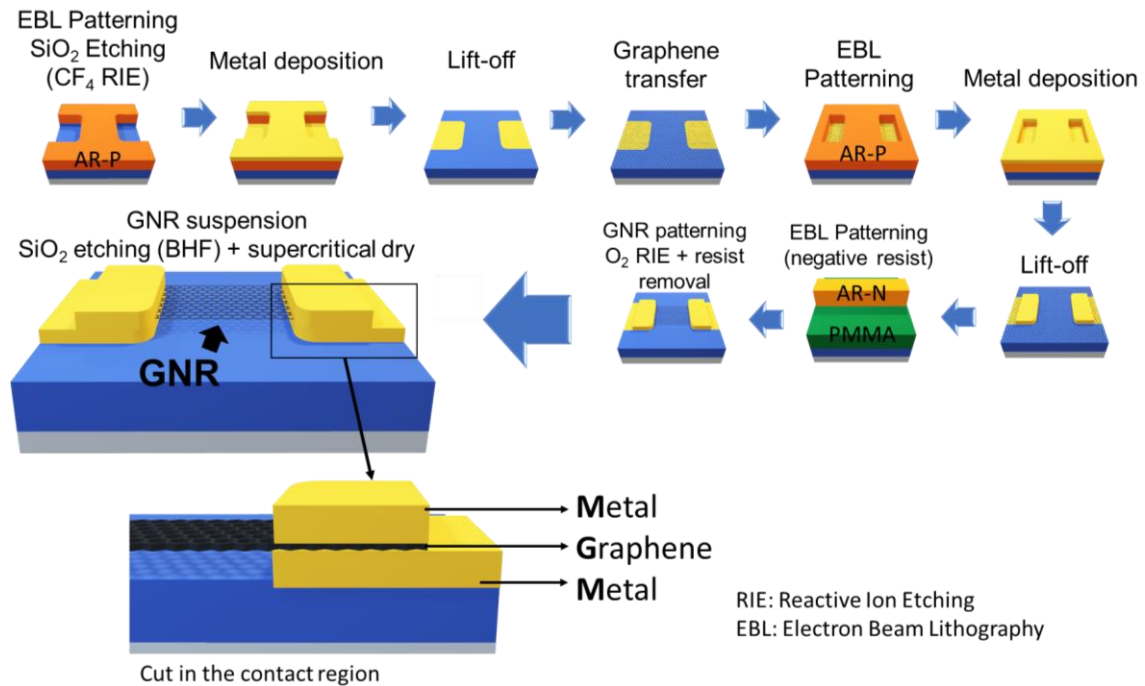 EBL Patterning
SiO₂ Etching
(CF₄ RIE)
Metal deposition
Lift-off
Graphene
transfer
EBL
Patterning
Metal deposition
AR-P
AR-P
GNR suspension
SiO₂ etching (BHF) + supercritical dry
GNR patterning
O₂ RIE + resist
removal
EBL Patterning
(negative resist)
Lift-off
AR-N
PMMA
GNR
Metal
Graphene
Metal
RIE: Reactive Ion Etching
EBL: Electron Beam Lithography
Cut in the contact region